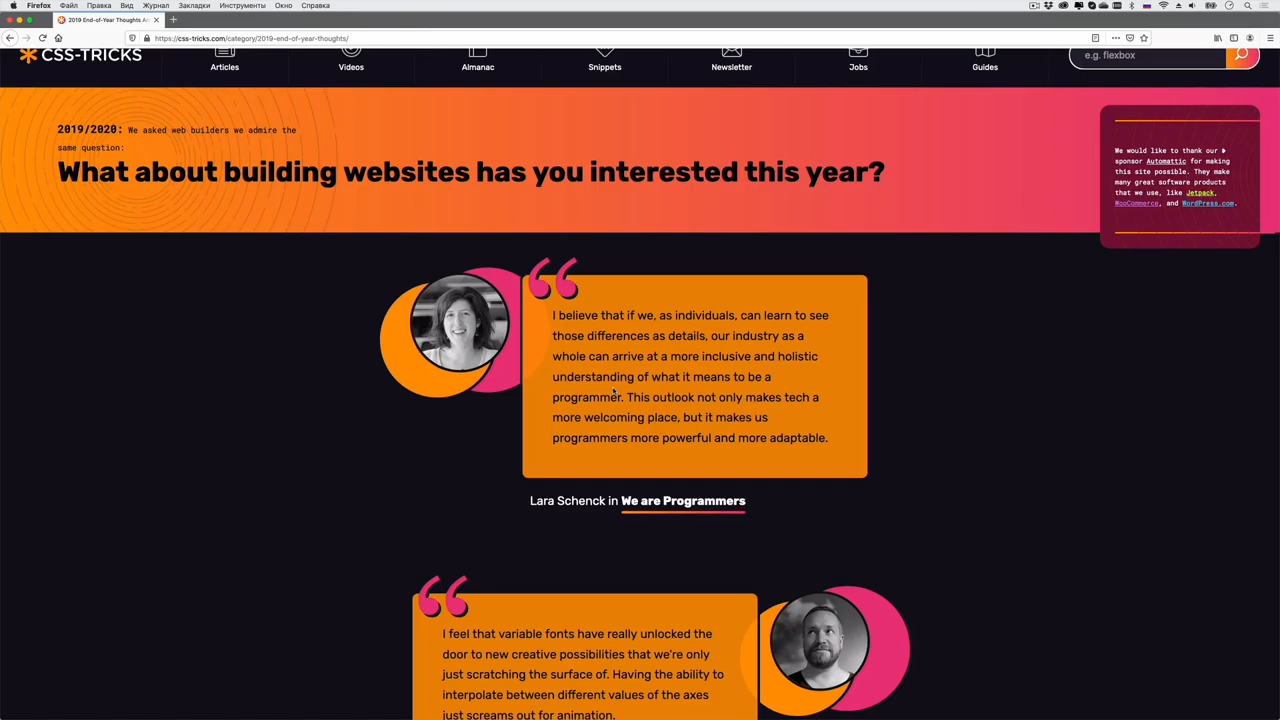 Firefox Файл Правка Вид Журнал Закладки Инструменты Окно Справка
2019 End-of-Year Thoughts
https://css-tricks.com/category/2019-end-of-year-thoughts/
CSS-TRICKS
Articles Videos Almanac Snippets Newsletter Jobs Guides
e.g. flexbox
2019/2020: We asked web builders we admire the
same question:
What about building websites has you interested this year?
We would like to thank our
sponsor Automattic for making
this site possible. They make
many great software products
that we use, like Jetpack,
WooCommerce, and WordPress.com.
I believe that if we, as individuals, can learn to see
those differences as details, our industry as a
whole can arrive at a more inclusive and holistic
understanding of what it means to be a
programmer. This outlook not only makes tech a
more welcoming place, but it makes us
programmers more powerful and more adaptable.
Lara Schenck in We are Programmers
I feel that variable fonts have really unlocked the
door to new creative possibilities that we're only
just scratching the surface of. Having the ability to
interpolate between different values of the axes
just screams out for animation.